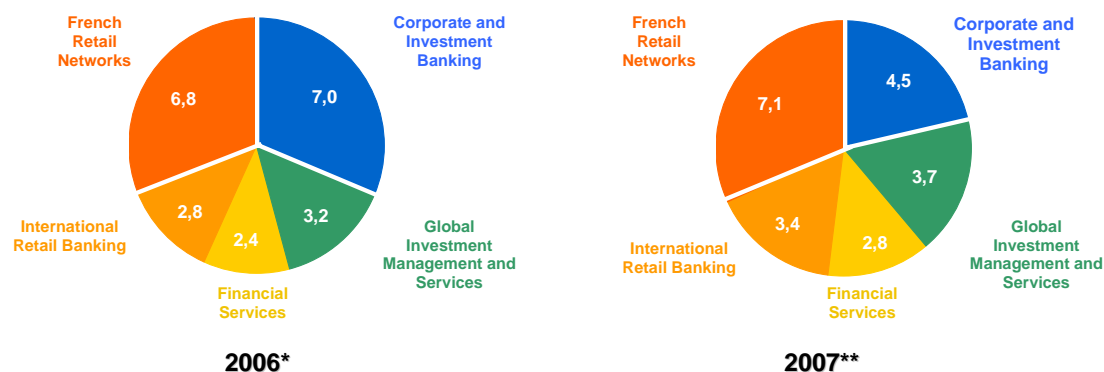 French
Retail
Networks
Corporate and
Investment
Banking
6,8
7,0
2,8
2,4
3,2
International
Retail Banking
Global
Investment
Management and
Services
Financial
Services
2006*
French
Retail
Networks
Corporate and
Investment
Banking
7,1
4,5
3,7
3,4
2,8
International
Retail Banking
Global
Investment
Management and
Services
Financial
Services
2007**